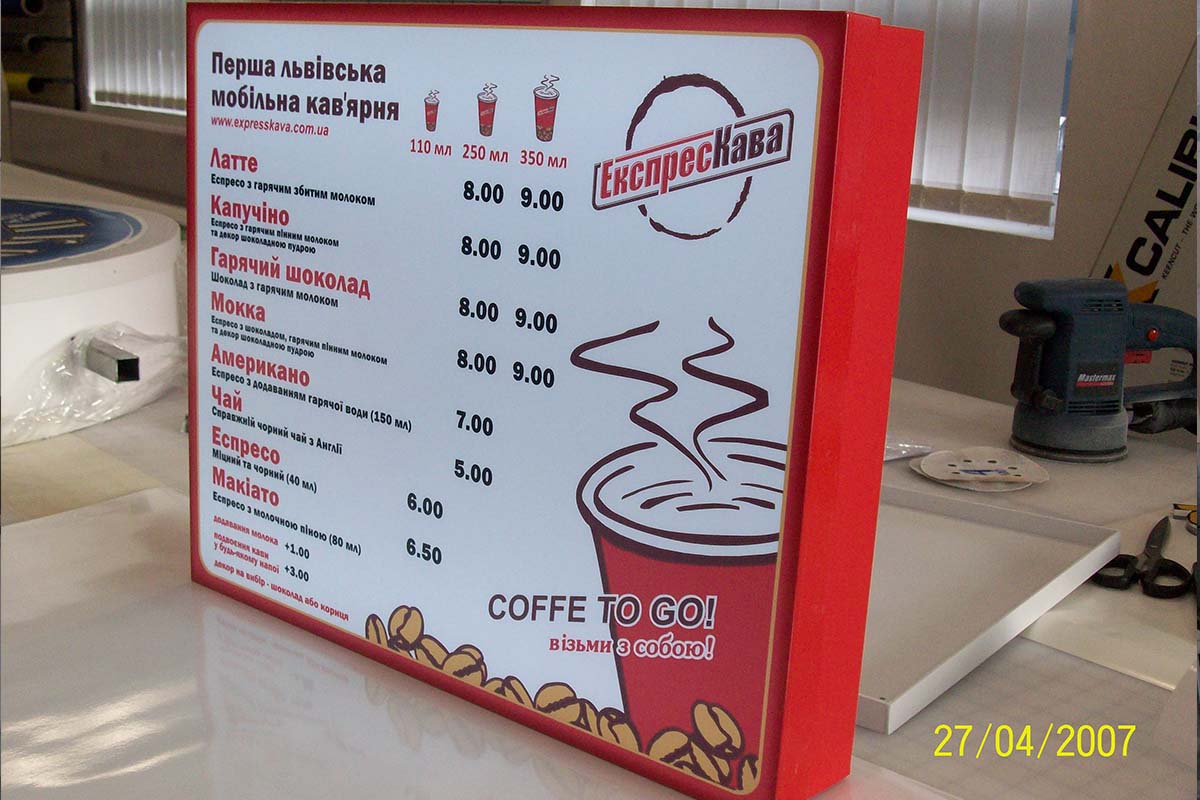 Перша львівська
мобільна кав'ярня
www.expresskava.com.ua
110 мл 250 мл 350 мл
ЕкспресКава
Латте
Еспресо з гарячим збитим молоком
8.00 9.00
Капучіно
Еспресо з гарячим пінним молоком
та декор шоколадною пудрою
8.00 9.00
Гарячий шоколад
Шоколад з гарячим молоком
8.00 9.00
Мокка
Еспресо з шоколадом, гарячим пінним молоком
та декор шоколадною пудрою
8.00 9.00
Американо
Еспресо з додаванням гарячої води (150 мл)
7.00
Чай
Справжній чорний чай з Англії
5.00
Еспресо
Міцний та чорний (40 мл)
6.00
Макіато
Еспресо з молочною піною (80 мл)
6.50
додавання молока +1.00
подвоєння кави
у будь-якому напої +3.00
декор на вибір - шоколад або кориця
COFFE TO GO!
візьми з собою!
CALIBR
KEENCUT - THE
Mastermax
27/04/2007